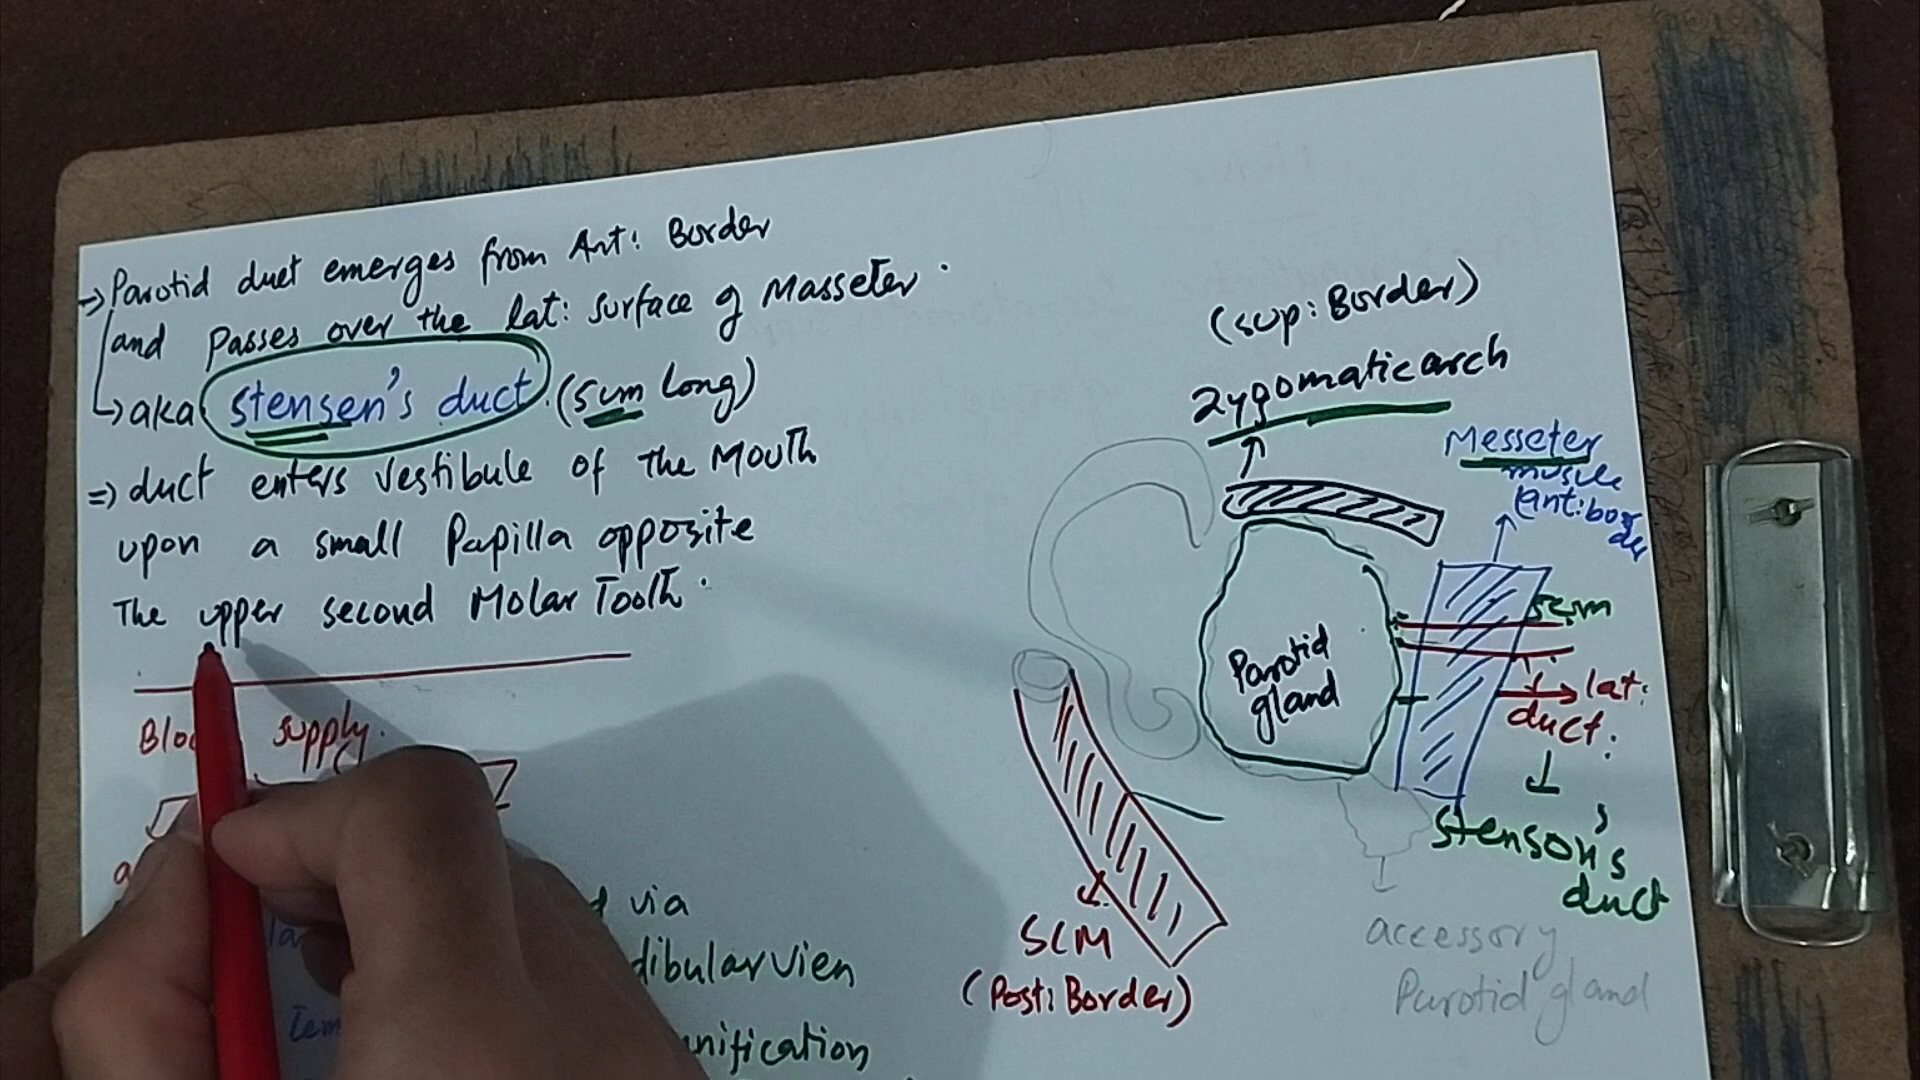 => Parotid duct emerges from Ant: Border
and Passes over the lat: surface of Masseter.
↳ aka stensen's duct. (5cm Long)
=> duct enters vestibule of the Mouth
upon a small Papilla opposite
The upper second Molar Tooth.
Blo supply.
via
dibular vien
nification
(sup: Border)
zygomatic arch
Messeter
muscle
(ant: bor
der
5cm
Parotid
gland
lat:
duct:
↓
stenson's
duct
SCM
(Post: Border)
accessory
Parotid gland